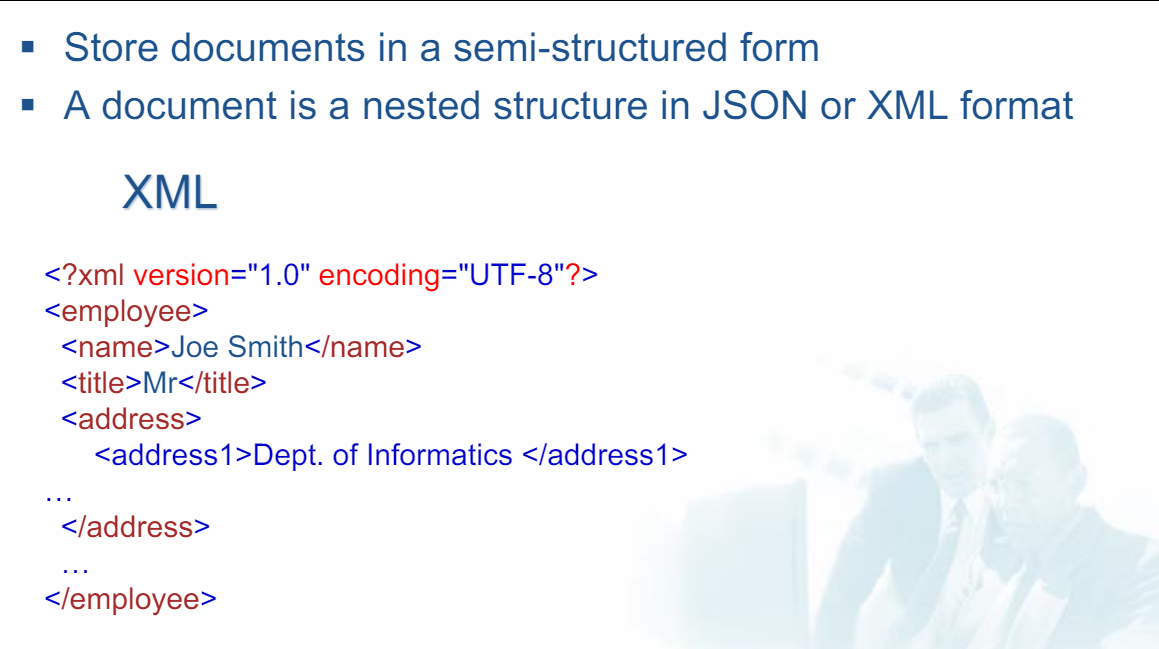 ▪ Store documents in a semi-structured form
▪ A document is a nested structure in JSON or XML format
XML
<?xml version="1.0" encoding="UTF-8"?>
<employee>
<name>Joe Smith</name>
<title>Mr</title>
<address>
<address1>Dept. of Informatics </address1>
…
</address>
…
</employee>